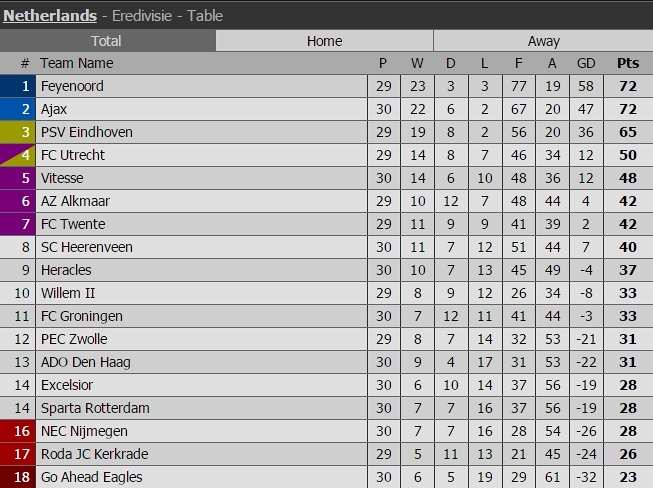 Netherlands - Eredivisie - Table
Total Home Away
# Team Name P W D L F A GD Pts
1 Feyenoord 29 23 3 3 77 19 58 72
2 Ajax 30 22 6 2 67 20 47 72
3 PSV Eindhoven 29 19 8 2 56 20 36 65
4 FC Utrecht 29 14 8 7 46 34 12 50
5 Vitesse 30 14 6 10 48 36 12 48
6 AZ Alkmaar 29 10 12 7 48 44 4 42
7 FC Twente 29 11 9 9 41 39 2 42
8 SC Heerenveen 30 11 7 12 51 44 7 40
9 Heracles 30 10 7 13 45 49 -4 37
10 Willem II 29 8 9 12 26 34 -8 33
11 FC Groningen 30 7 12 11 41 44 -3 33
12 PEC Zwolle 29 8 7 14 32 53 -21 31
13 ADO Den Haag 30 9 4 17 31 53 -22 31
14 Excelsior 30 6 10 14 37 56 -19 28
14 Sparta Rotterdam 30 7 7 16 37 56 -19 28
16 NEC Nijmegen 30 7 7 16 28 54 -26 28
17 Roda JC Kerkrade 29 5 11 13 21 45 -24 26
18 Go Ahead Eagles 30 6 5 19 29 61 -32 23